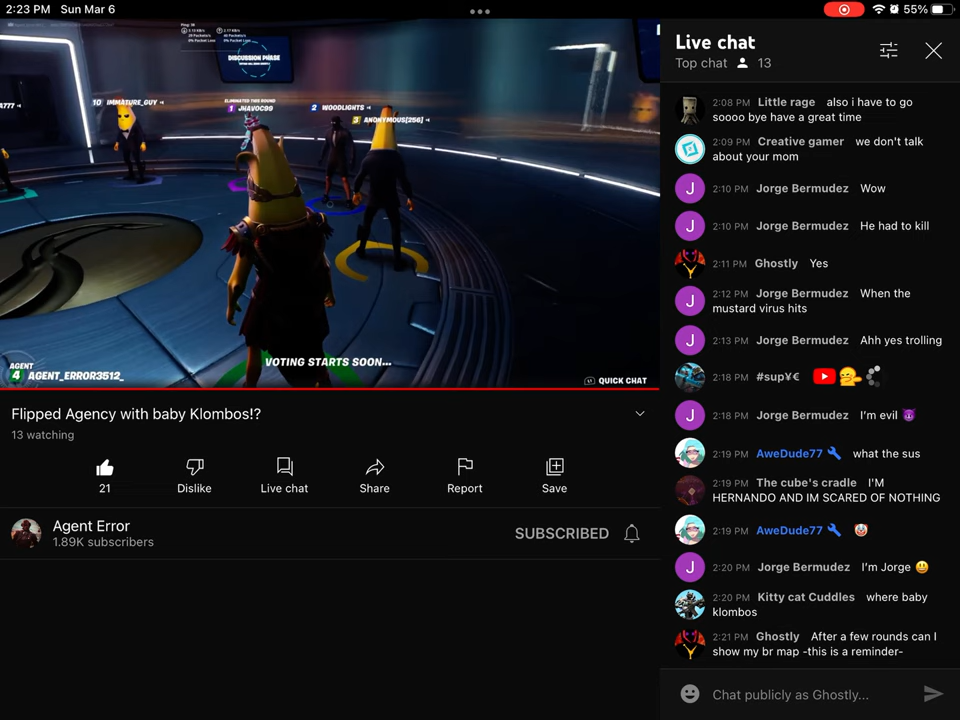 2:23 PM Sun Mar 6
55%
DISCUSSION PHASE
A777
10 IMMATURE_GUY
ELIMINATED THIS ROUND
1 JHAVOC99
2 WOODLIGHTS
3 ANONYMOUS[256]
VOTING STARTS SOON...
AGENT
4 AGENT_ERROR3512_
QUICK CHAT
Flipped Agency with baby Klombos!?
13 watching
21
Dislike
Live chat
Share
Report
Save
Agent Error
1.89K subscribers
SUBSCRIBED
Live chat
Top chat 13
2:08 PM Little rage also i have to go
soooo bye have a great time
2:09 PM Creative gamer we don't talk
about your mom
J 2:10 PM Jorge Bermudez Wow
J 2:10 PM Jorge Bermudez He had to kill
2:11 PM Ghostly Yes
J 2:12 PM Jorge Bermudez When the
mustard virus hits
J 2:13 PM Jorge Bermudez Ahh yes trolling
2:18 PM #sup¥€
J 2:18 PM Jorge Bermudez I'm evil 😈
2:19 PM AweDude77 what the sus
2:19 PM The cube's cradle I'M
HERNANDO AND IM SCARED OF NOTHING
2:19 PM AweDude77 🤡
J 2:20 PM Jorge Bermudez I'm Jorge 😃
2:20 PM Kitty cat Cuddles where baby
klombos
2:21 PM Ghostly After a few rounds can I
show my br map -this is a reminder-
Chat publicly as Ghostly...